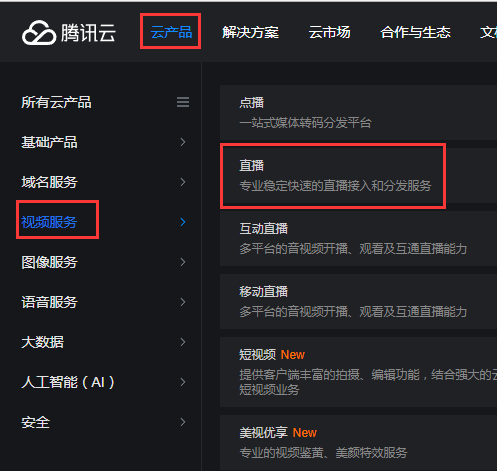 腾讯云 云产品 解决方案 云市场 合作与生态
所有云产品
基础产品
域名服务
视频服务
图像服务
语音服务
大数据
人工智能（AI）
安全
点播
一站式媒体转码分发平台
直播
专业稳定快速的直播接入和分发服务
互动直播
多平台的音视频开播、观看及互通直播能力
移动直播
多平台的音视频开播、观看及互通直播能力
短视频 New
提供客户端丰富的拍摄、编辑功能，结合强大的
短视频业务
美视优享 New
专业的视频鉴黄、美颜特效服务